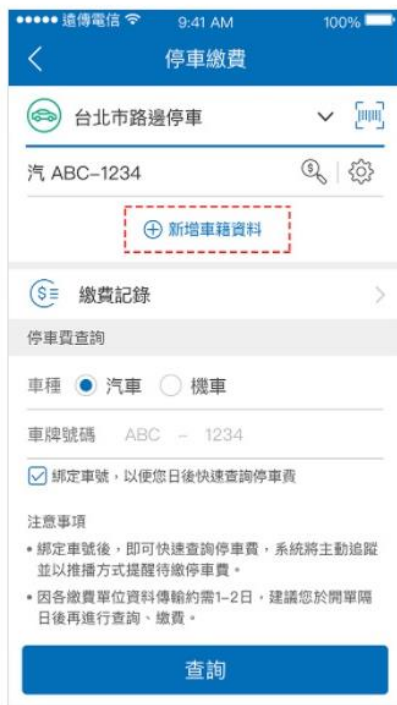 遠傳電信 9:41 AM 100%
停車繳費
台北市路邊停車
汽 ABC-1234
新增車籍資料
繳費記錄
停車費查詢
車種 汽車 機車
車牌號碼 ABC - 1234
綁定車號，以便您日後快速查詢停車費
注意事項
• 綁定車號後，即可快速查詢停車費，系統將主動追蹤
並以推播方式提醒待繳停車費。
• 因各繳費單位資料傳輸約需1-2日，建議您於開單隔
日後再進行查詢、繳費。
查詢